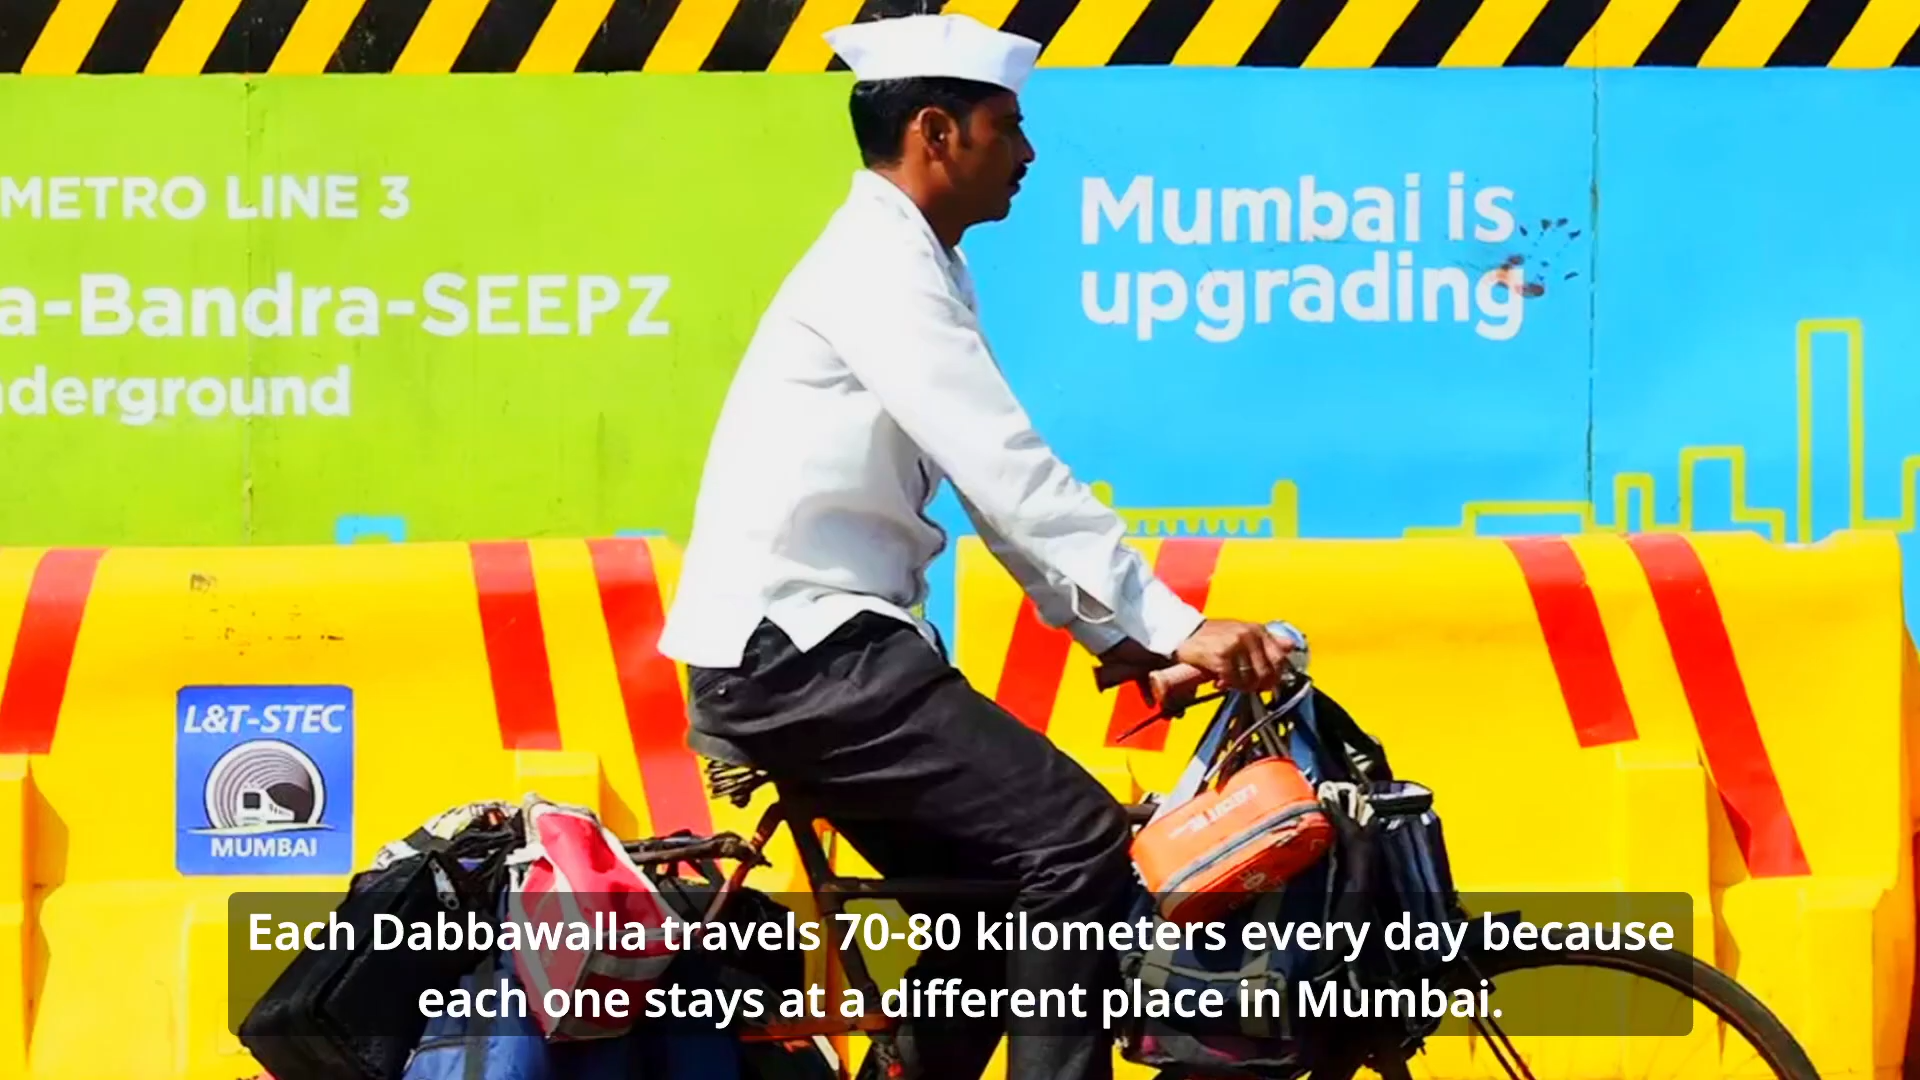 METRO LINE 3
a-Bandra-SEEPZ
derground
Mumbai is
upgrading
L&T-STEC
MUMBAI
Each Dabbawalla travels 70-80 kilometers every day because
each one stays at a different place in Mumbai.